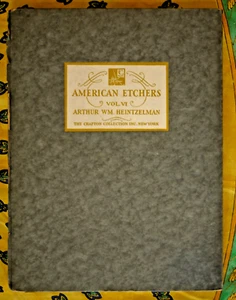 AMERICAN ETCHERS
VOL. VI
ARTHUR WM. HEINTZELMAN
THE CRAFTON COLLECTION INC. NEW YORK